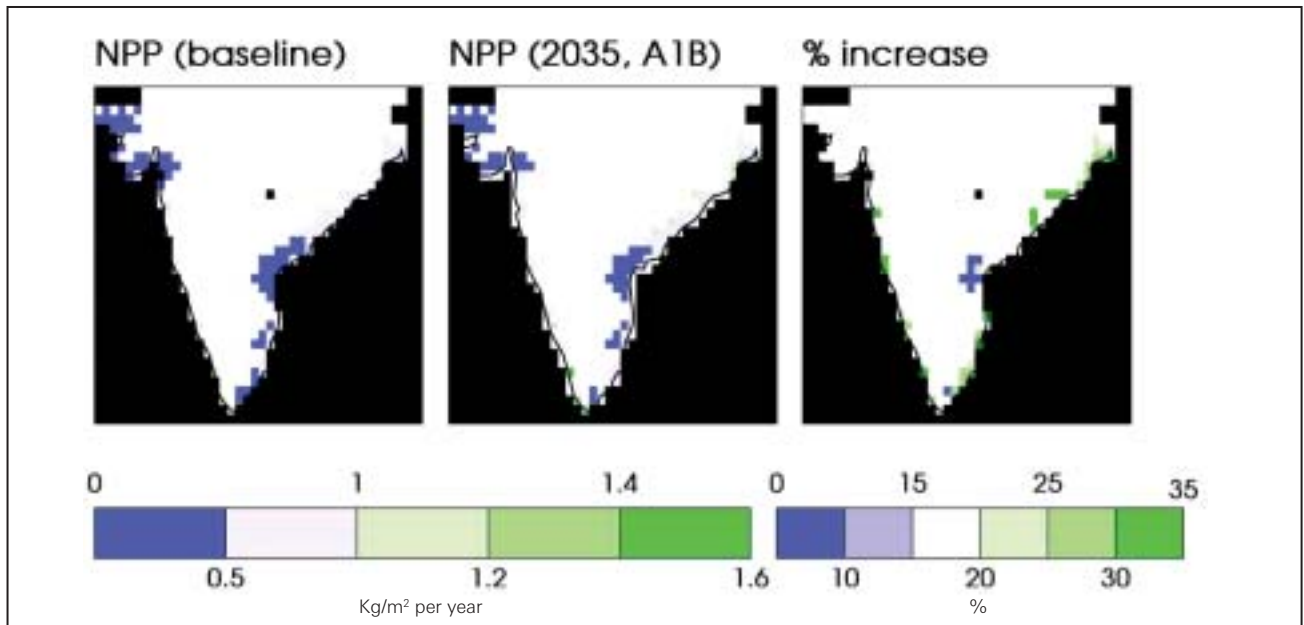 NPP (baseline) NPP (2035, A1B) % increase
0 1 1.4 0 15 25 35
0.5 1.2 1.6 10 20 30
Kg/m² per year %